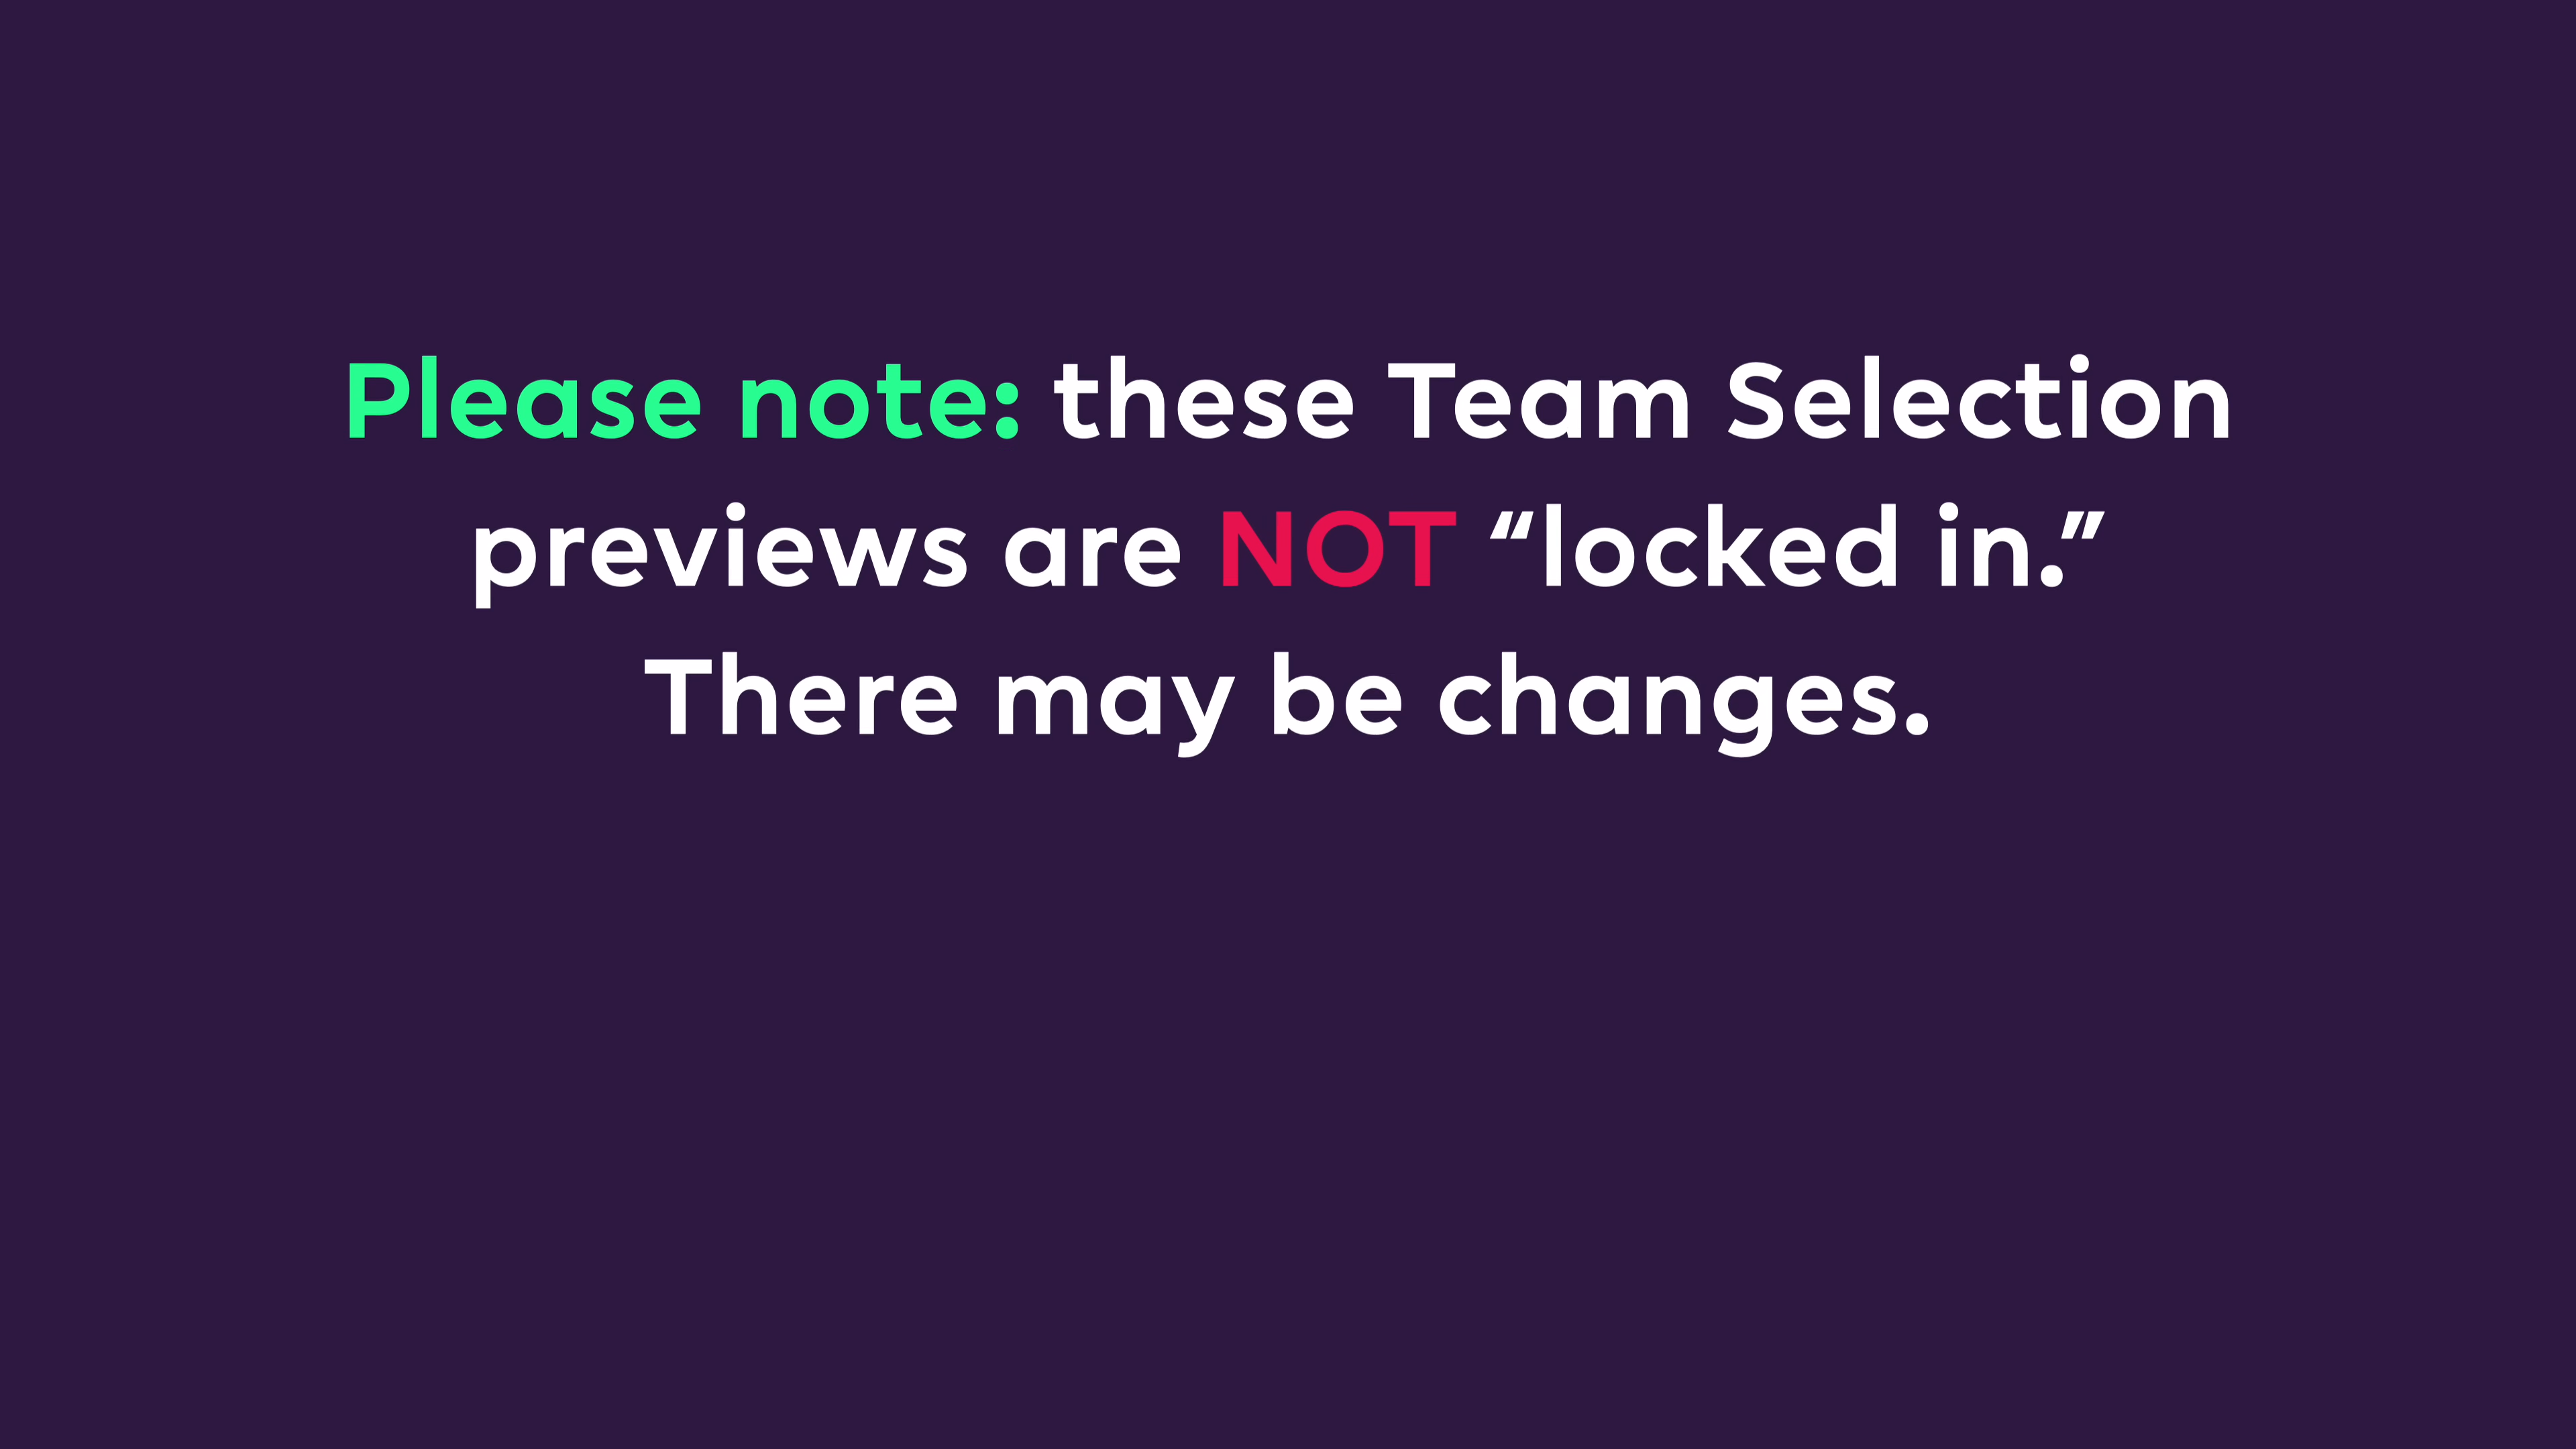 Please note: these Team Selection
previews are NOT “locked in.”
There may be changes.